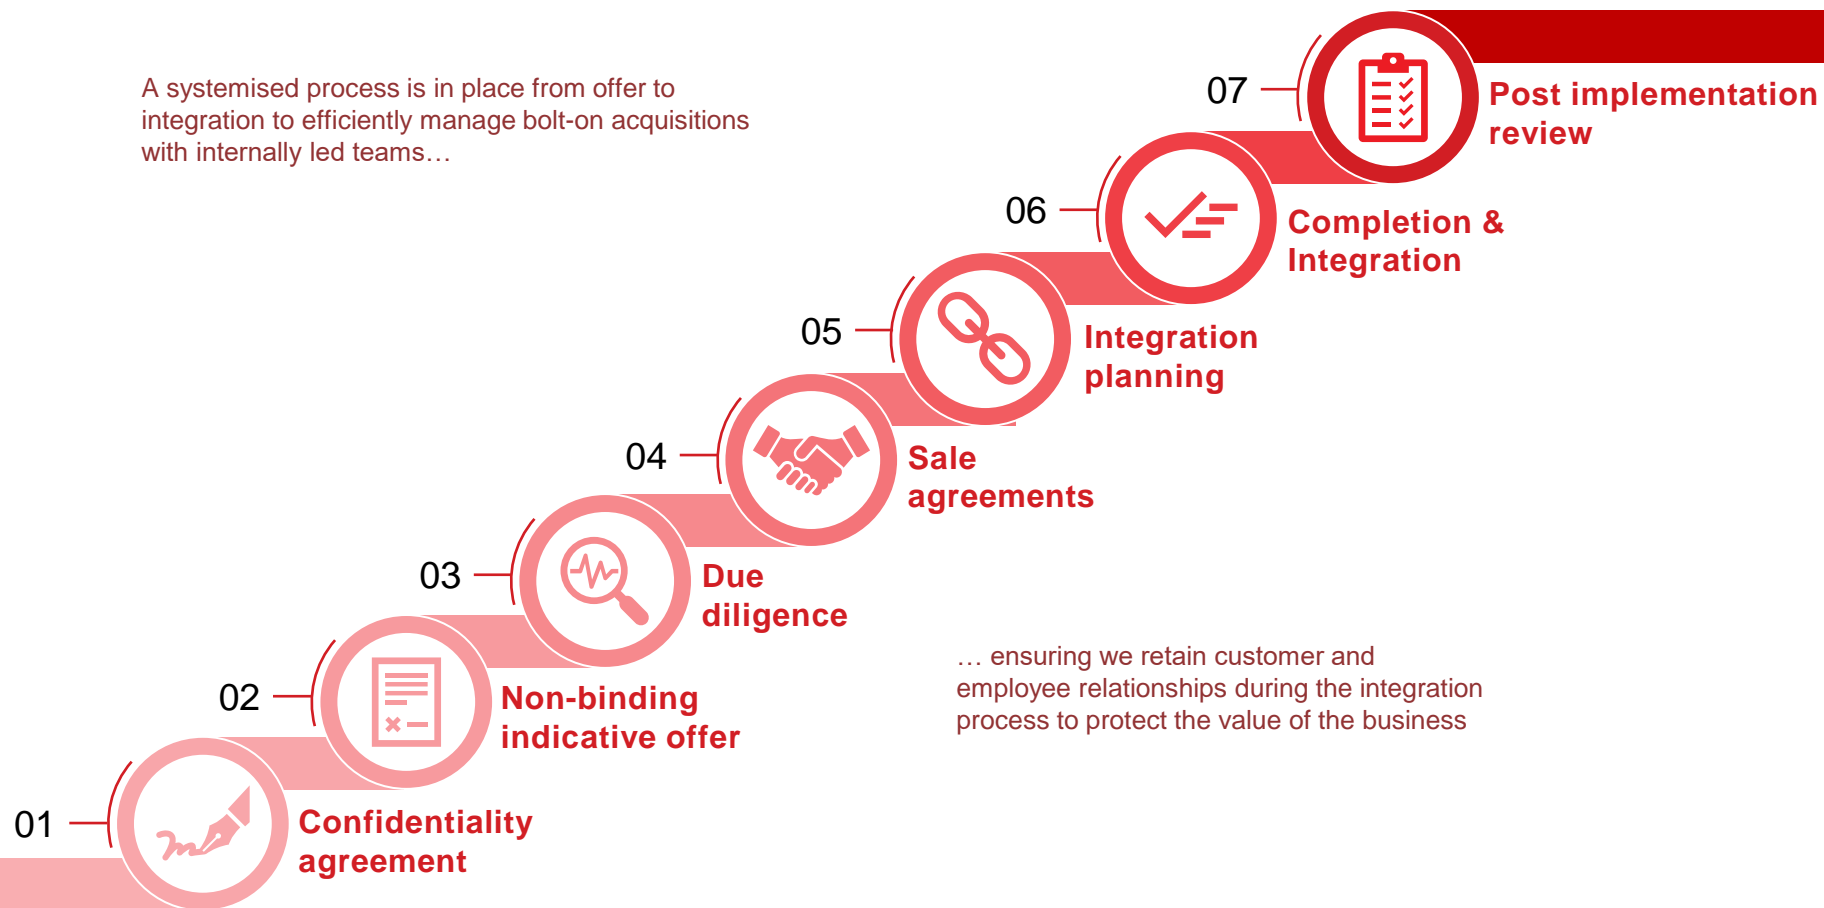 A systemised process is in place from offer to
integration to efficiently manage bolt-on acquisitions
with internally led teams…
07
Post implementation
review
06
Completion &
Integration
05
Integration
planning
04
Sale
agreements
03
Due
diligence
… ensuring we retain customer and
employee relationships during the integration
process to protect the value of the business
02
Non-binding
indicative offer
01
Confidentiality
agreement